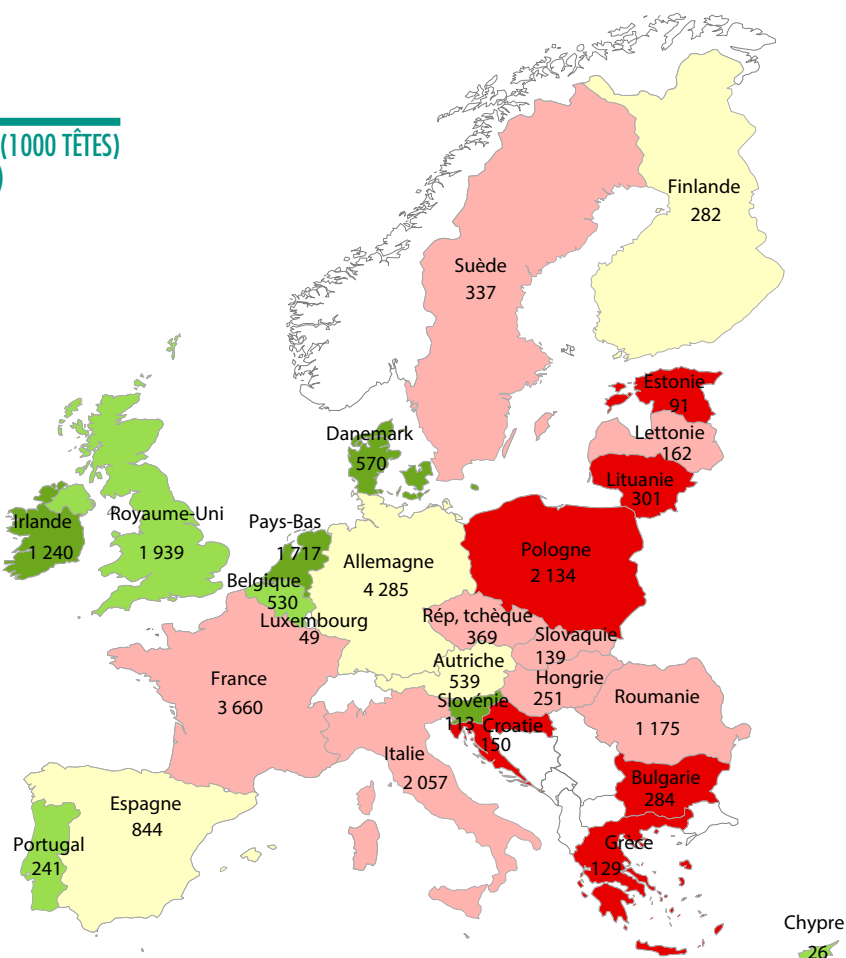 (1000 TÊTES)
)
Finlande
282
Suède
337
Estonie
91
Lettonie
162
Lituanie
301
Danemark
570
Irlande
1 240
Royaume-Uni
1 939
Pays-Bas
1 717
Belgique
530
Luxembourg
49
Allemagne
4 285
Pologne
2 134
Rép, tchèque
369
Slovaquie
139
Autriche
539
Hongrie
251
Slovénie
113
Croatie
150
Roumanie
1 175
France
3 660
Italie
2 057
Bulgarie
284
Espagne
844
Portugal
241
Grèce
129
Chypre
26